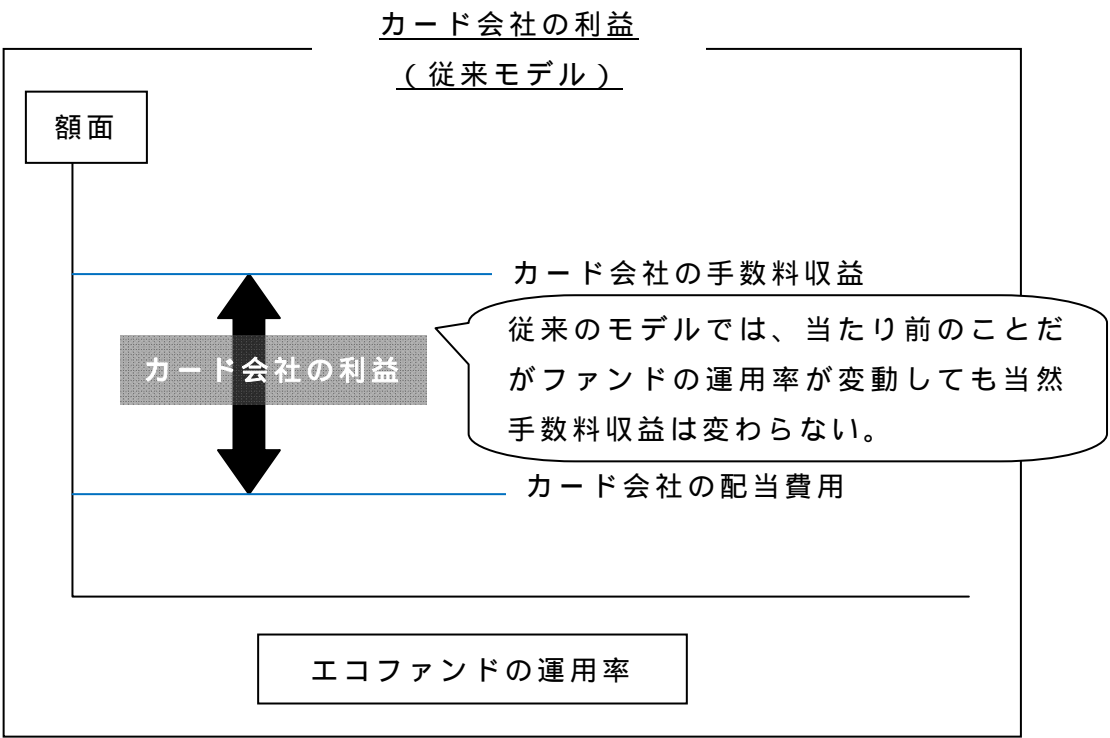 カード会社の利益
（従来モデル）
額面
カード会社の手数料収益
従来のモデルでは、当たり前のことだ
がファンドの運用率が変動しても当然
手数料収益は変わらない。
カード会社の利益
カード会社の配当費用
エコファンドの運用率